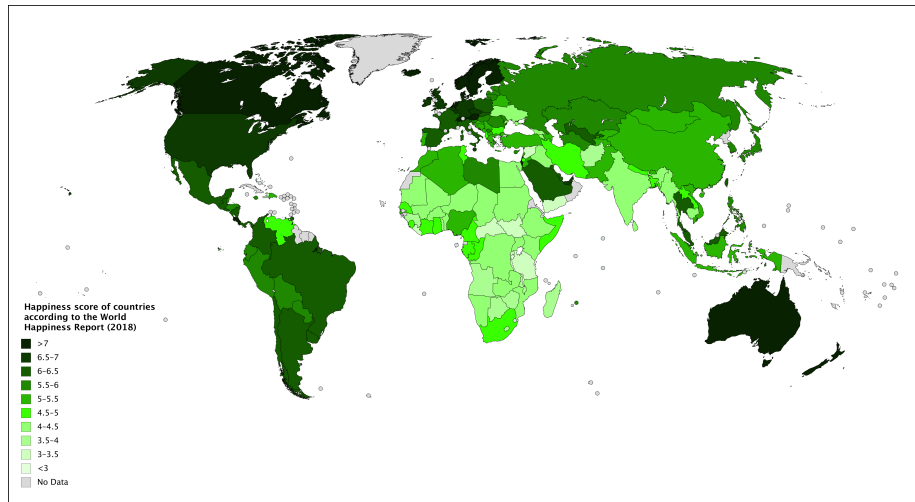 Happiness score of countries
according to the World
Happiness Report (2018)
>7
6.5–7
6–6.5
5.5–6
5–5.5
4.5–5
4–4.5
3.5–4
3–3.5
<3
No Data